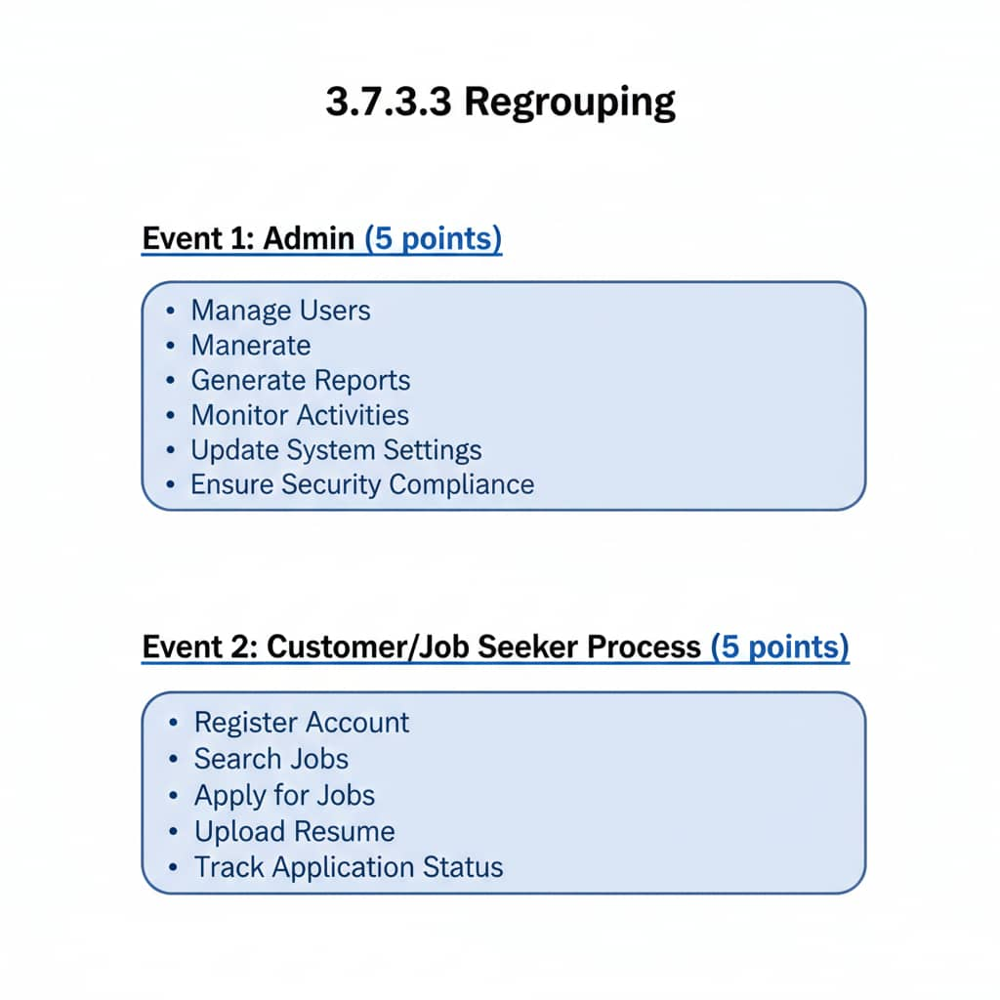 3.7.3.3 Regrouping
Event 1: Admin (5 points)
• Manage Users
• Manerate
• Generate Reports
• Monitor Activities
• Update System Settings
• Ensure Security Compliance
Event 2: Customer/Job Seeker Process (5 points)
• Register Account
• Search Jobs
• Apply for Jobs
• Upload Resume
• Track Application Status